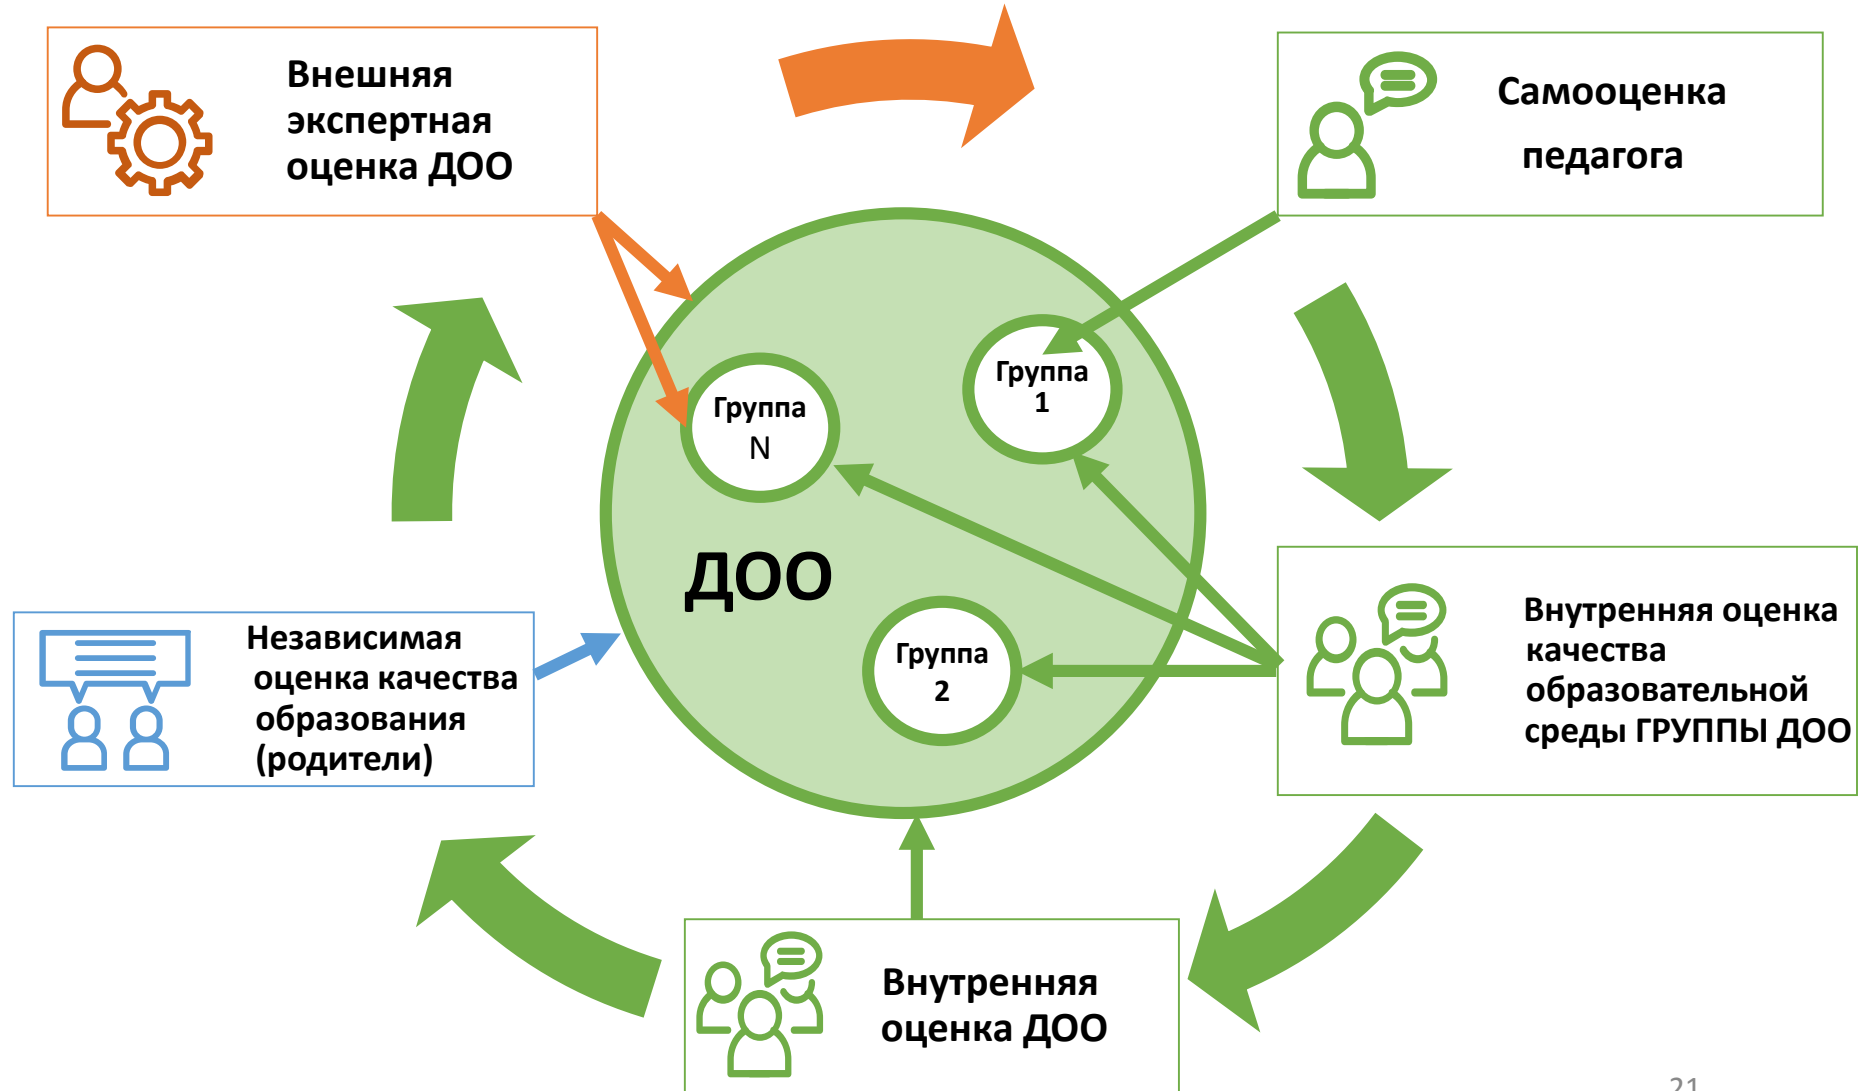 Внешняя
экспертная
оценка ДОО
Самооценка
педагога
Группа
1
Группа
N
ДОО
Группа
2
Независимая
оценка качества
образования
(родители)
Внутренняя оценка
качества
образовательной
среды ГРУППЫ ДОО
Внутренняя
оценка ДОО
21